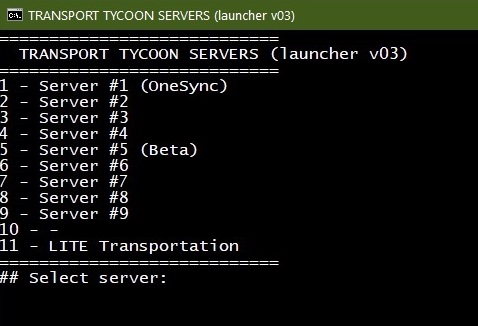 TRANSPORT TYCOON SERVERS (launcher v03)
============================
TRANSPORT TYCOON SERVERS (launcher v03)
============================
1 - Server #1 (OneSync)
2 - Server #2
3 - Server #3
4 - Server #4
5 - Server #5 (Beta)
6 - Server #6
7 - Server #7
8 - Server #8
9 - Server #9
10 - -
11 - LITE Transportation
============================
## Select server: